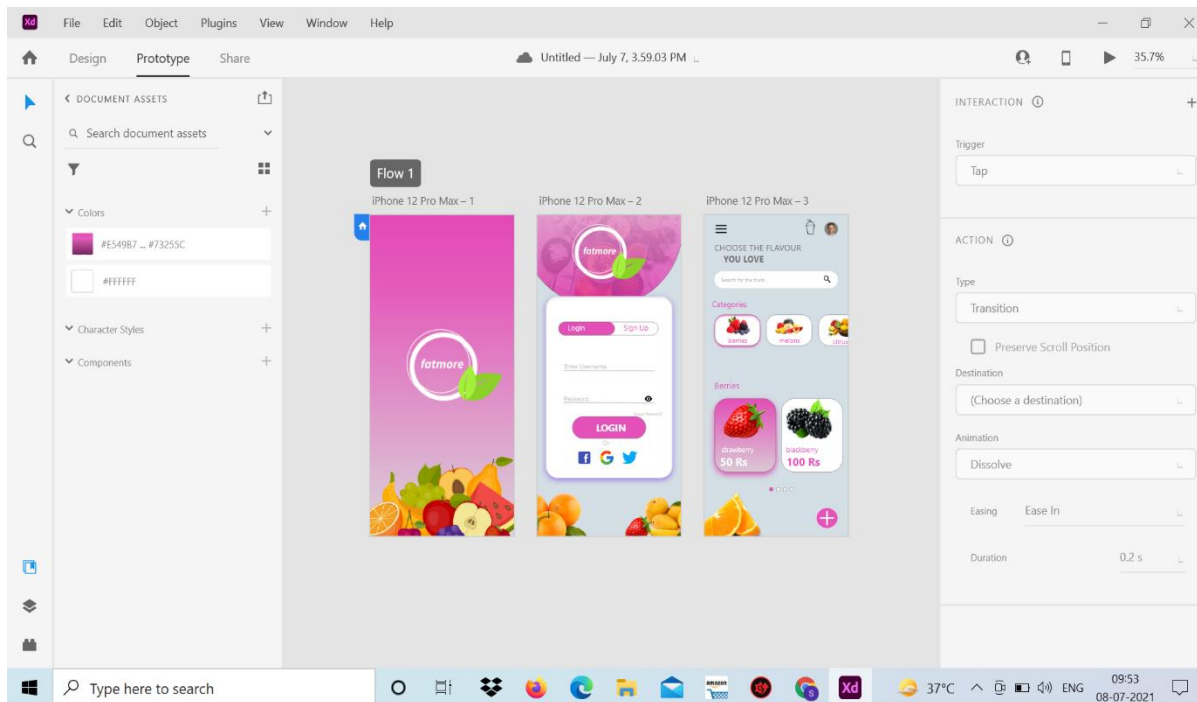 Xd File Edit Object Plugins View Window Help
Design Prototype Share
Untitled — July 7, 3.59.03 PM
35.7%
DOCUMENT ASSETS
Search document assets
Colors
#E549B7 ... #73255C
#FFFFFF
Character Styles
Components
Flow 1
iPhone 12 Pro Max – 1
fatmore
iPhone 12 Pro Max – 2
fatmore
Login Sign Up
Enter Username
Password
LOGIN
Or
iPhone 12 Pro Max – 3
CHOOSE THE FLAVOUR
YOU LOVE
Search for the fruits
Categories
berries melons citrus
Berries
strawberry
50 Rs
blackberry
100 Rs
INTERACTION
Trigger
Tap
ACTION
Type
Transition
Preserve Scroll Position
Destination
(Choose a destination)
Animation
Dissolve
Easing Ease In
Duration 0.2 s
Type here to search
amazon
Xd
37°C ENG
09:53
08-07-2021